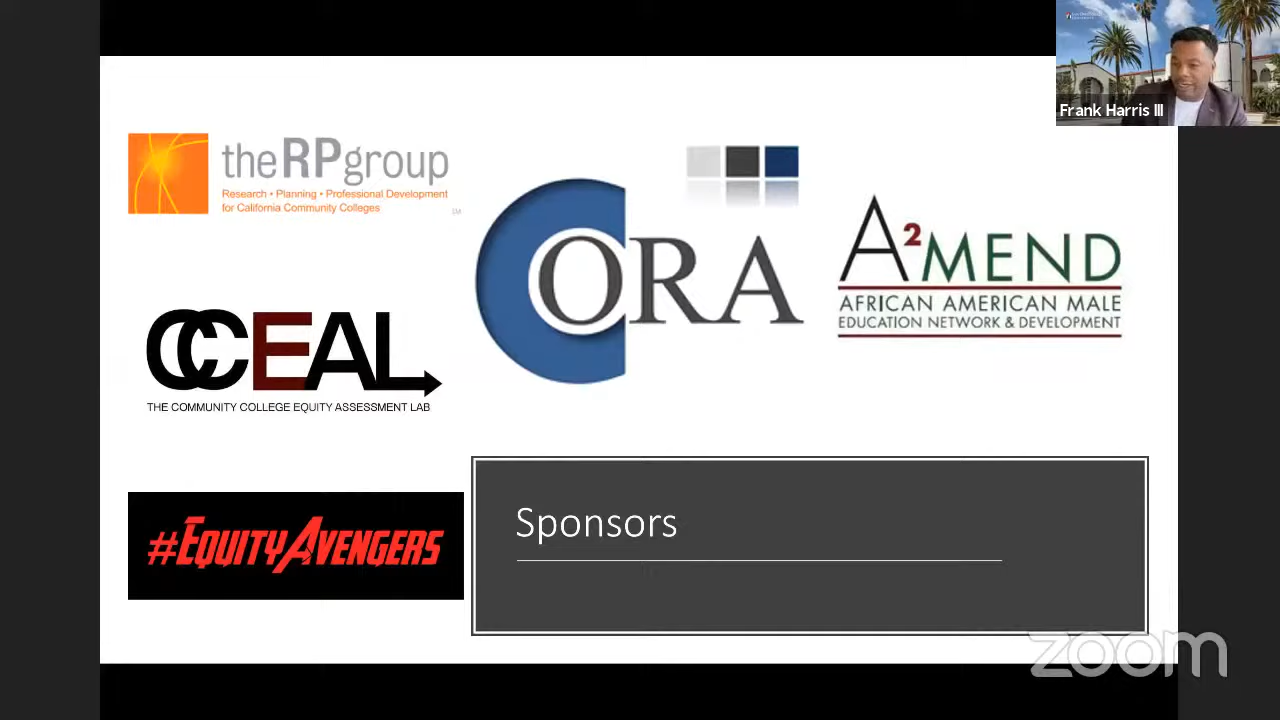 Frank Harris III
theRPgroup
Research • Planning • Professional Development
for California Community Colleges
SM
CORA
A²MEND
AFRICAN AMERICAN MALE
EDUCATION NETWORK & DEVELOPMENT
CCEAL
THE COMMUNITY COLLEGE EQUITY ASSESSMENT LAB
#EQUITYAVENGERS
Sponsors
zoom